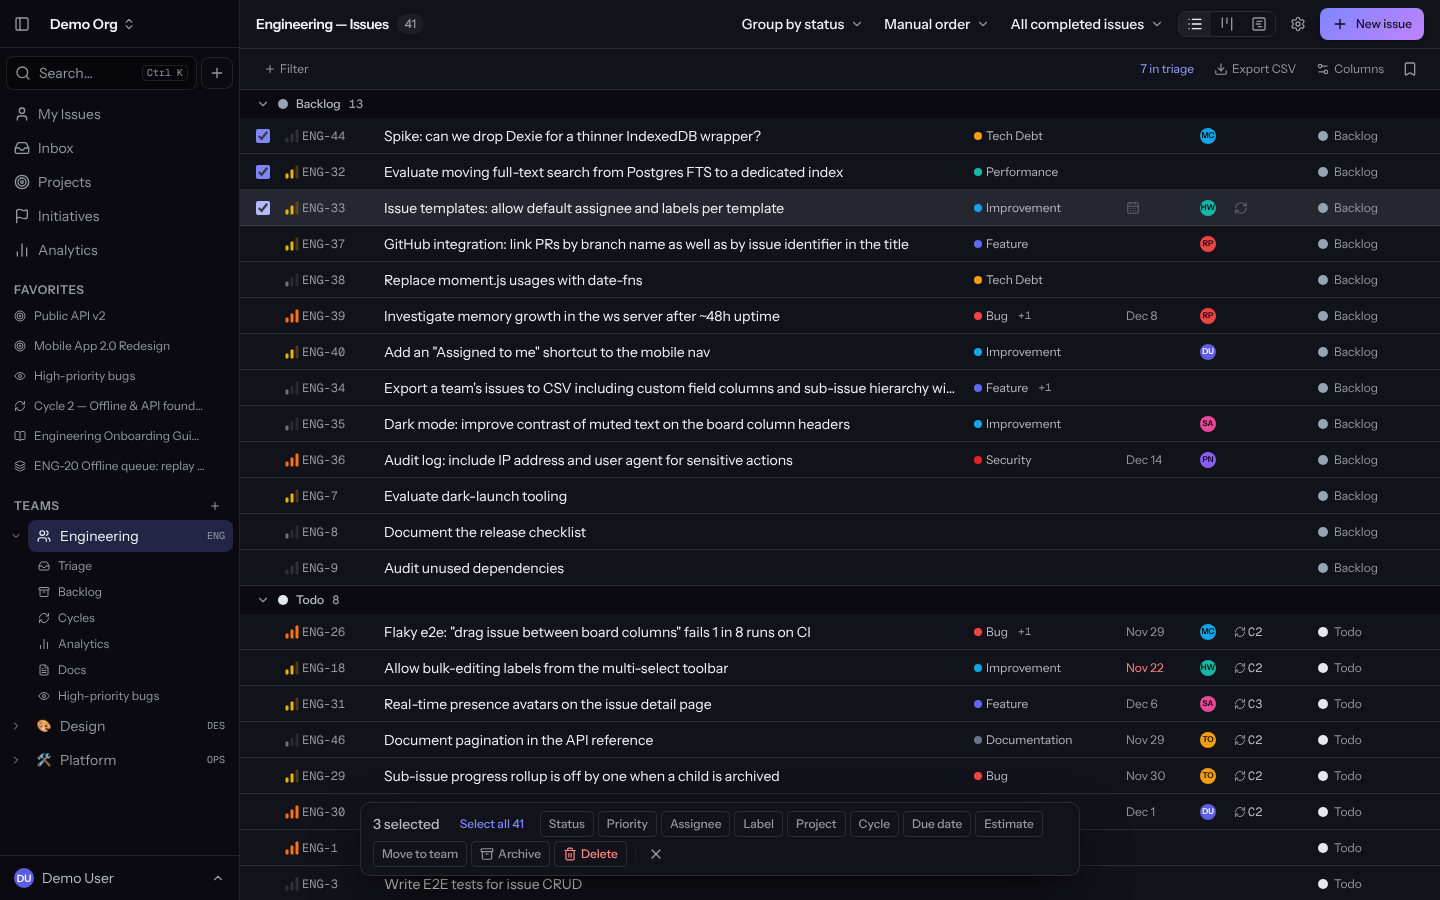 Demo Org
Engineering — Issues 41
Group by status
Manual order
All completed issues
New issue
Search... Ctrl K
Filter
7 in triage
Export CSV
Columns
My Issues
Inbox
Projects
Initiatives
Analytics
FAVORITES
Public API v2
Mobile App 2.0 Redesign
High-priority bugs
Cycle 2 — Offline & API found...
Engineering Onboarding Gui...
ENG-20 Offline queue: replay ...
TEAMS
Engineering ENG
Triage
Backlog
Cycles
Analytics
Docs
High-priority bugs
Design DES
Platform OPS
DU Demo User
Backlog 13
ENG-44 Spike: can we drop Dexie for a thinner IndexedDB wrapper? Tech Debt MC Backlog
ENG-32 Evaluate moving full-text search from Postgres FTS to a dedicated index Performance Backlog
ENG-33 Issue templates: allow default assignee and labels per template Improvement HW Backlog
ENG-37 GitHub integration: link PRs by branch name as well as by issue identifier in the title Feature RP Backlog
ENG-38 Replace moment.js usages with date-fns Tech Debt Backlog
ENG-39 Investigate memory growth in the ws server after ~48h uptime Bug +1 Dec 8 RP Backlog
ENG-40 Add an "Assigned to me" shortcut to the mobile nav Improvement DU Backlog
ENG-34 Export a team's issues to CSV including custom field columns and sub-issue hierarchy wi... Feature +1 Backlog
ENG-35 Dark mode: improve contrast of muted text on the board column headers Improvement SA Backlog
ENG-36 Audit log: include IP address and user agent for sensitive actions Security Dec 14 PN Backlog
ENG-7 Evaluate dark-launch tooling Backlog
ENG-8 Document the release checklist Backlog
ENG-9 Audit unused dependencies Backlog
Todo 8
ENG-26 Flaky e2e: "drag issue between board columns" fails 1 in 8 runs on CI Bug +1 Nov 29 MC C2 Todo
ENG-18 Allow bulk-editing labels from the multi-select toolbar Improvement Nov 22 HW C2 Todo
ENG-31 Real-time presence avatars on the issue detail page Feature Dec 6 SA C3 Todo
ENG-46 Document pagination in the API reference Documentation Nov 29 TO C2 Todo
ENG-29 Sub-issue progress rollup is off by one when a child is archived Bug Nov 30 TO C2 Todo
ENG-30 Dec 1 DU C2 Todo
ENG-1 Todo
ENG-3 Write E2E tests for issue CRUD Todo
3 selected Select all 41 Status Priority Assignee Label Project Cycle Due date Estimate
Move to team Archive Delete